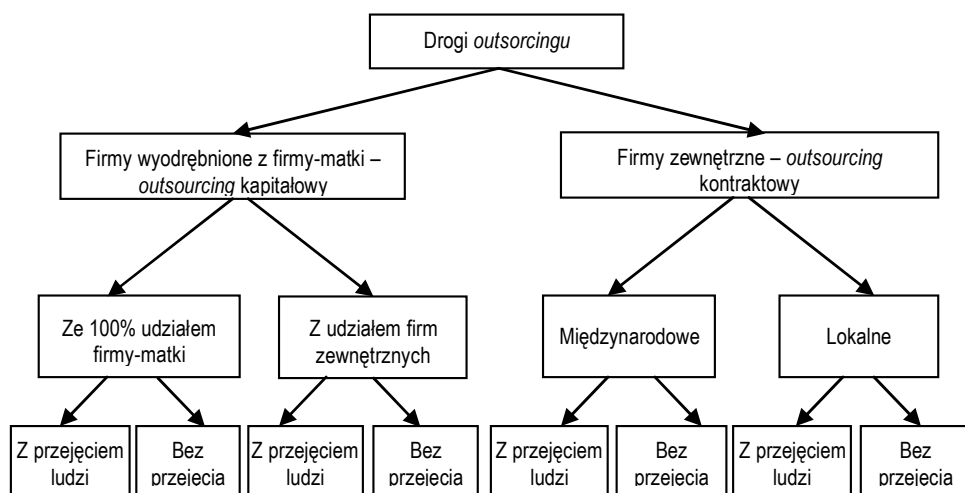 Drogi outsorcingu
Firmy wyodrębnione z firmy-matki –
outsourcing kapitałowy
Firmy zewnętrzne – outsourcing
kontraktowy
Ze 100% udziałem
firmy-matki
Z udziałem firm
zewnętrznych
Międzynarodowe
Lokalne
Z przejęciem
ludzi
Bez
przejęcia
Z przejęciem
ludzi
Bez
przejęcia
Z przejęciem
ludzi
Bez
przejęcia
Z przejęciem
ludzi
Bez
przejęcia